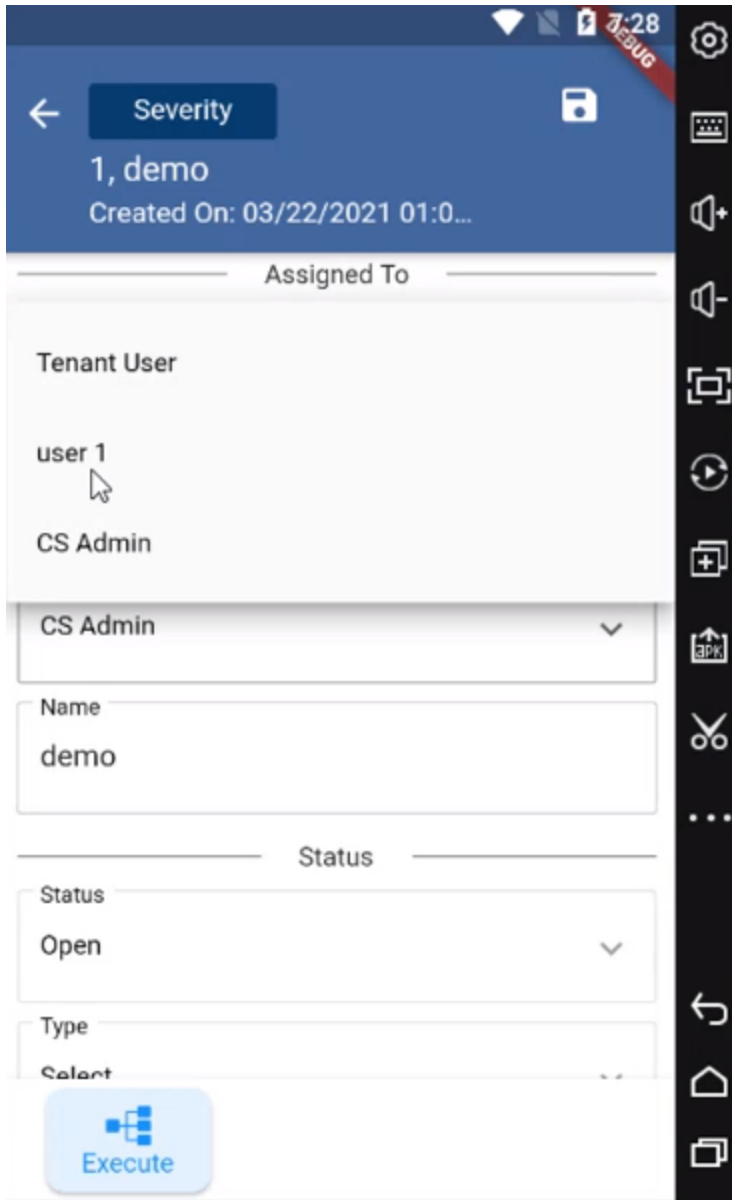 7:28
DEBUG
Severity
1, demo
Created On: 03/22/2021 01:0...
Assigned To
Tenant User
user 1
CS Admin
CS Admin
Name
demo
Status
Status
Open
Type
Select
Execute
APK